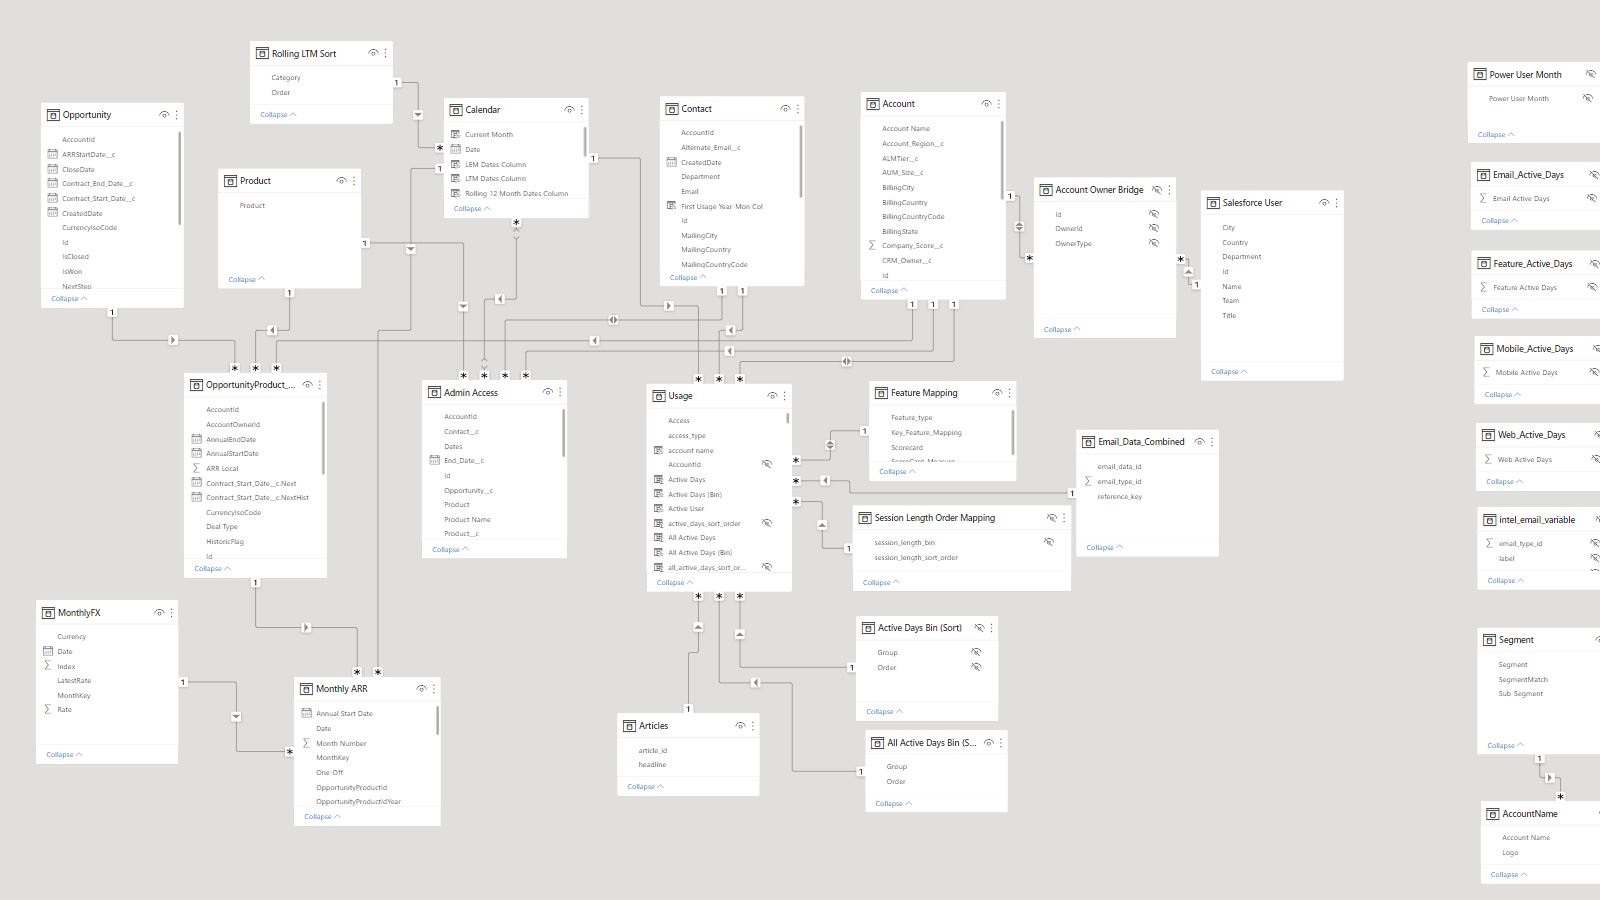 Rolling LTM Sort
Category
Order
Collapse
Opportunity
AccountId
ARRStartDate__c
CloseDate
Contract_End_Date__c
Contract_Start_Date__c
CreatedDate
CurrencyIsoCode
Id
IsClosed
IsWon
NextStep
Collapse
Product
Product
Collapse
Calendar
Current Month
Date
LEM Dates Column
LTM Dates Column
Rolling 12 Month Dates Column
Collapse
Contact
AccountId
Alternate_Email__c
CreatedDate
Department
Email
First Usage Year-Mon Col
Id
MailingCity
MailingCountry
MailingCountryCode
Collapse
Account
Account Name
Account_Region__c
ALMTier__c
AUM_Size__c
BillingCity
BillingCountry
BillingCountryCode
BillingState
Company_Score__c
CRM_Owner__c
Id
Collapse
Account Owner Bridge
Id
OwnerId
OwnerType
Collapse
Salesforce User
City
Country
Department
Id
Name
Team
Title
Collapse
Power User Month
Power User Month
Collapse
Email_Active_Days
Email Active Days
Collapse
Feature_Active_Days
Feature Active Days
Collapse
Mobile_Active_Days
Mobile Active Days
Collapse
Web_Active_Days
Web Active Days
Collapse
intel_email_variable
email_type_id
label
Collapse
Segment
Segment
SegmentMatch
Sub-Segment
Collapse
AccountName
Account Name
Logo
Collapse
OpportunityProduct_...
AccountId
AccountOwnerId
AnnualEndDate
AnnualStartDate
ARR Local
Contract_Start_Date__c.Next
Contract_Start_Date__c.NextHist
CurrencyIsoCode
Deal Type
HistoricFlag
Id
Collapse
Admin Access
AccountId
Contact__c
Dates
End_Date__c
Id
Opportunity__c
Product
Product Name
Product__c
Collapse
Usage
Access
access_type
account name
AccountId
Active Days
Active Days (Bin)
Active User
active_days_sort_order
All Active Days
All Active Days (Bin)
all_active_days_sort_or...
Collapse
Feature Mapping
Feature_type
Key_Feature_Mapping
Scorecard
ScoreCard_Measure
Collapse
Email_Data_Combined
email_data_id
email_type_id
reference_key
Collapse
Session Length Order Mapping
session_length_bin
session_length_sort_order
Collapse
MonthlyFX
Currency
Date
Index
LatestRate
MonthKey
Rate
Collapse
Monthly ARR
Annual Start Date
Date
Month Number
MonthKey
One-Off
OpportunityProductId
OpportunityProductIdYear
Collapse
Articles
article_id
headline
Collapse
Active Days Bin (Sort)
Group
Order
Collapse
All Active Days Bin (S...
Group
Order
Collapse